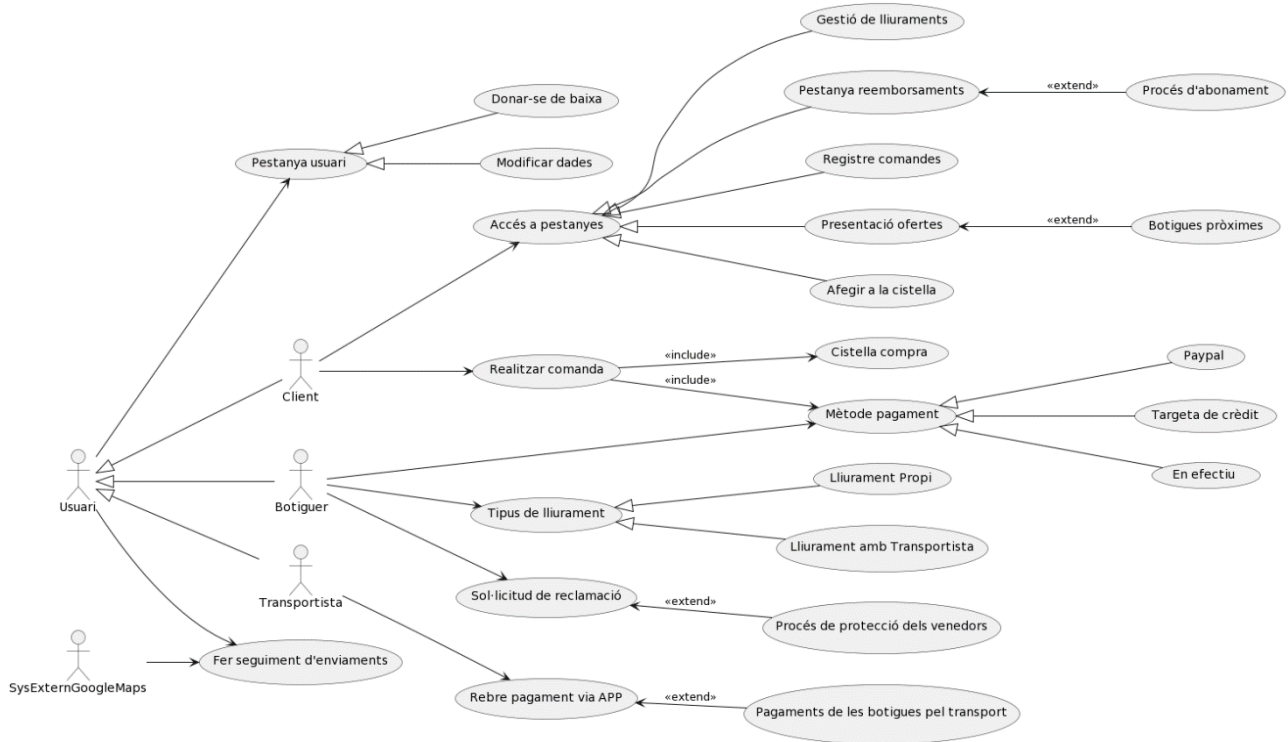 Gestió de lliuraments
Pestanya reemborsaments
«extend»
Procés d'abonament
Donar-se de baixa
Pestanya usuari
Modificar dades
Registre comandes
Accés a pestanyes
Presentació ofertes
«extend»
Botigues pròximes
Afegir a la cistella
Client
Realitzar comanda
«include»
Cistella compra
«include»
Mètode pagament
Paypal
Targeta de crèdit
En efectiu
Usuari
Botiguer
Tipus de lliurament
Lliurament Propi
Lliurament amb Transportista
Transportista
Sol·licitud de reclamació
«extend»
Procés de protecció dels venedors
SysExternGoogleMaps
Fer seguiment d'enviaments
Rebre pagament via APP
«extend»
Pagaments de les botigues pel transport